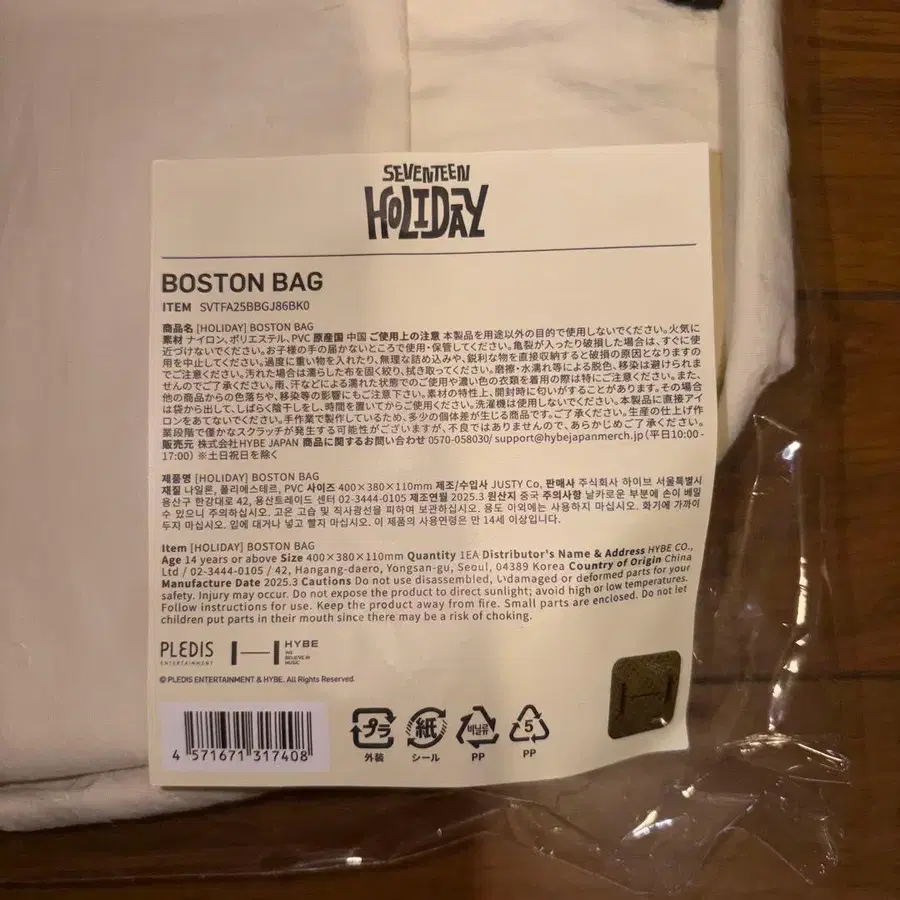 SEVENTEEN
HOLIDAY
BOSTON BAG
ITEM SVTFA25BBGJ86BK0
商品名 [HOLIDAY] BOSTON BAG
素材 ナイロン、ポリエステル、PVC 原産国 中国 ご使用上の注意 本製品を用途以外の目的で使用しないでください。火気に
近づけないでください。お子様の手の届かないところで使用・保管してください。亀裂が入ったり破損した場合は、すぐに使
用を中止してください。過度に重い物を入れたり、無理な詰め込みや、鋭利な物を直接収納すると破損の原因となりますの
でご注意ください。汚れた場合は濡らした布を固く絞り、拭き取ってください。磨擦・水濡れ等による脱色、移染は避けられま
せんのでご了承ください。雨、汗などによる濡れた状態でのご使用や濃い色の衣類を着用の際は特にご注意ください。また、
他の商品からの色落ちや、移染等の影響にもご注意下さい。素材の特性上、開封時に匂いがすることがあります。その場合
は袋から出して、しばらく陰干しをし、時間を置いてからご使用ください。洗濯機は使用しないでください。本製品に直接アイ
ロンをあてないでください。手作業で製作しているため、多少の個体差が生じる商品です。ご了承ください。生産の仕上げ作
業段階で僅かなスクラッチが発生する可能性がございますが、不良ではありませんので、あらかじめご了承ください。
販売元 株式会社HYBE JAPAN 商品に関するお問い合わせ 0570-058030/ support@hybejapanmerch.jp(平日10:00-
17:00) ※土日祝日を除く
제품명 [HOLIDAY] BOSTON BAG
재질 나일론, 폴리에스테르, PVC 사이즈 400×380×110mm 제조/수입사 JUSTY Co, 판매사 주식회사 하이브 서울특별시
용산구 한강대로 42, 용산트레이드 센터 02-3444-0105 제조연월 2025.3 원산지 중국 주의사항 날카로운 부분에 손이 베일
수 있으니 주의하십시오. 고온 고습 및 직사광선을 피하여 보관하십시오. 용도 이외에는 사용하지 마십시오. 화기에 가까이
두지 마십시오. 입에 대거나 넣고 빨지 마십시오. 이 제품의 사용연령은 만 14세 이상입니다.
Item [HOLIDAY] BOSTON BAG
Age 14 years or above Size 400×380×110mm Quantity 1EA Distributor's Name & Address HYBE CO.,
Ltd / 02-3444-0105 / 42, Hangang-daero, Yongsan-gu, Seoul, 04389 Korea Country of Origin China
Manufacture Date 2025.3 Cautions Do not use disassembled, damaged or deformed parts for your
safety. Injury may occur. Do not expose the product to direct sunlight; avoid high or low temperatures.
Follow instructions for use. Keep the product away from fire. Small parts are enclosed. Do not let
children put parts in their mouth since there may be a risk of choking.
PLEDIS
ENTERTAINMENT
HYBE
WE
BELIEVE IN
MUSIC
© PLEDIS ENTERTAINMENT & HYBE. All Rights Reserved.
4 571671 317408
プラ
外装
紙
シール
비닐류
PP
5
PP